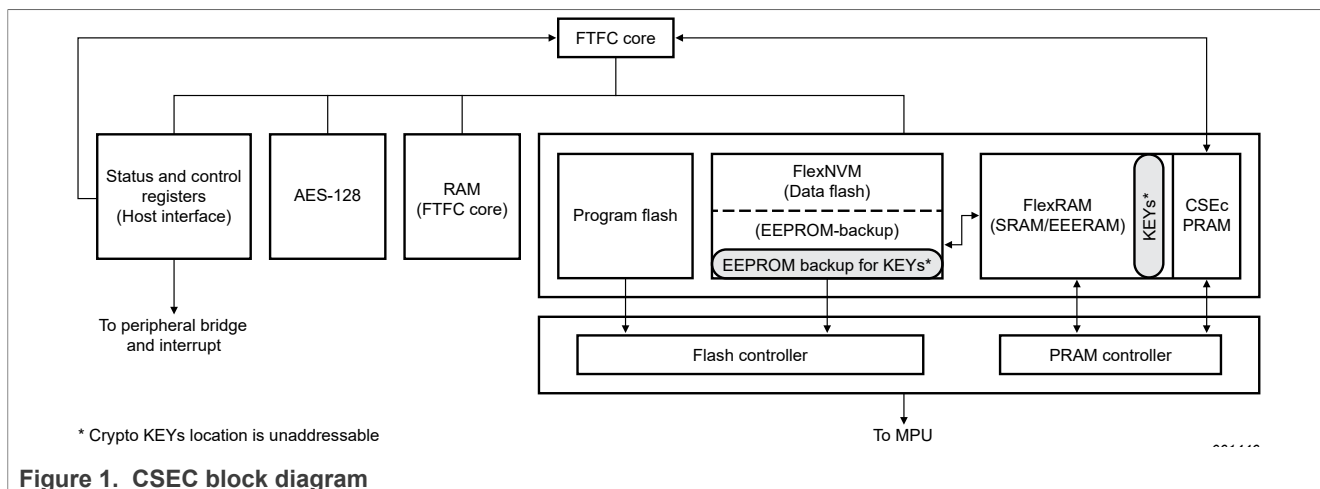 FTFC core
Status and control
registers
(Host interface)
AES-128
RAM
(FTFC core)
Program flash
FlexNVM
(Data flash)
(EEPROM-backup)
EEPROM backup for KEYs*
FlexRAM
(SRAM/EEERAM)
KEYs*
CSEc
PRAM
To peripheral bridge
and interrupt
Flash controller
PRAM controller
* Crypto KEYs location is unaddressable
To MPU
Figure 1. CSEC block diagram